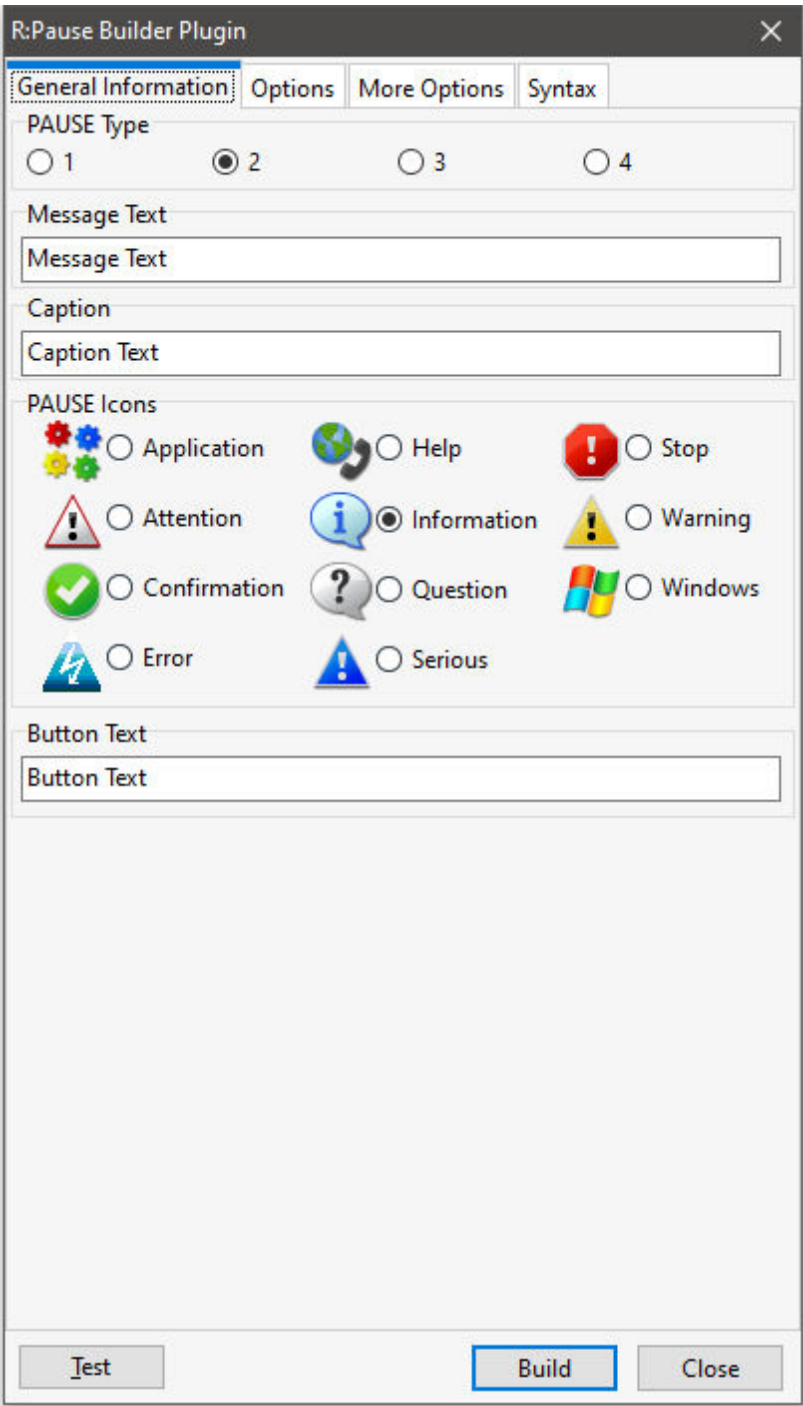 R:Pause Builder Plugin
General Information Options More Options Syntax
PAUSE Type
1 2 3 4
Message Text
Message Text
Caption
Caption Text
PAUSE Icons
Application Help Stop
Attention Information Warning
Confirmation Question Windows
Error Serious
Button Text
Button Text
Test Build Close